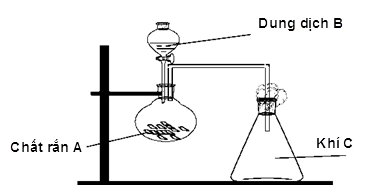 Dung dịch B
Chất rắn A
Khí C